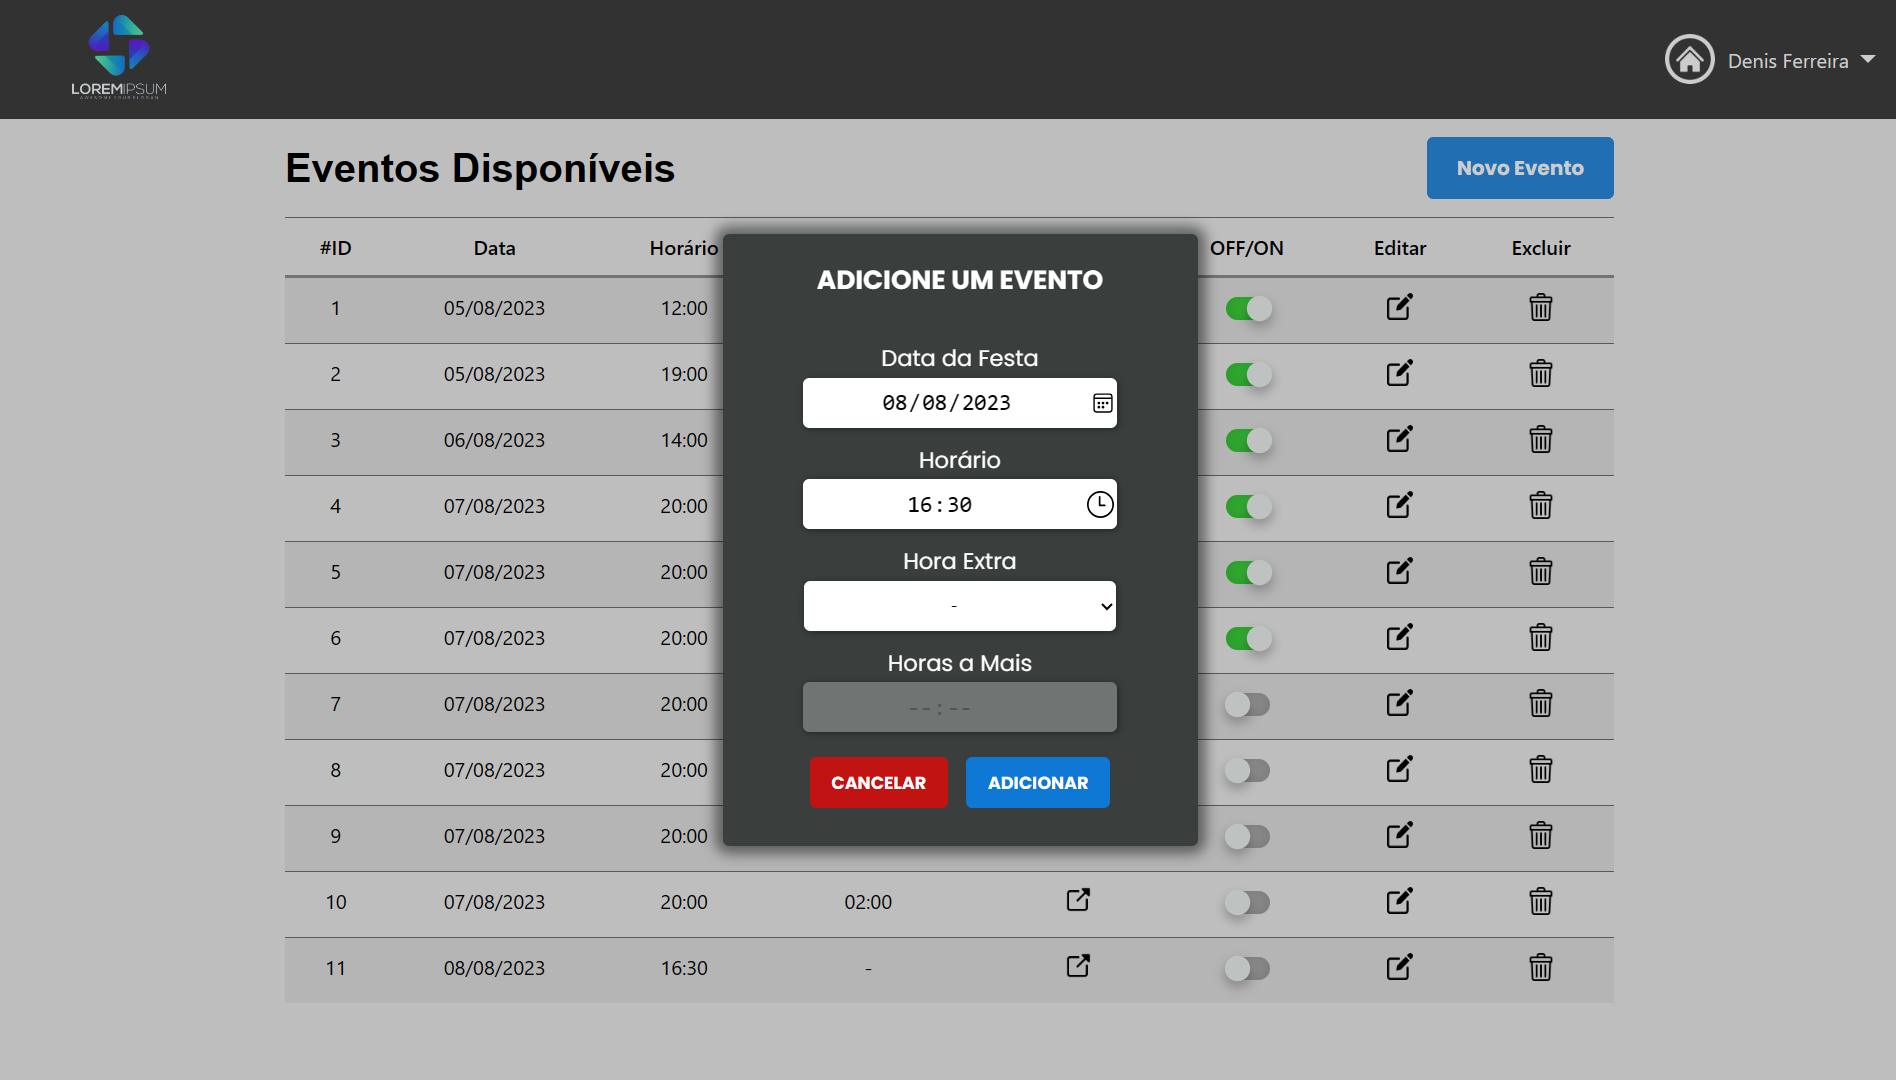 LOREMIPSUM
Denis Ferreira
Eventos Disponíveis
Novo Evento
#ID Data Horário OFF/ON Editar Excluir
1 05/08/2023 12:00
2 05/08/2023 19:00
3 06/08/2023 14:00
4 07/08/2023 20:00
5 07/08/2023 20:00
6 07/08/2023 20:00
7 07/08/2023 20:00
8 07/08/2023 20:00
9 07/08/2023 20:00
10 07/08/2023 20:00 02:00
11 08/08/2023 16:30 -
ADICIONE UM EVENTO
Data da Festa
08/08/2023
Horário
16:30
Hora Extra
-
Horas a Mais
--:--
CANCELAR ADICIONAR